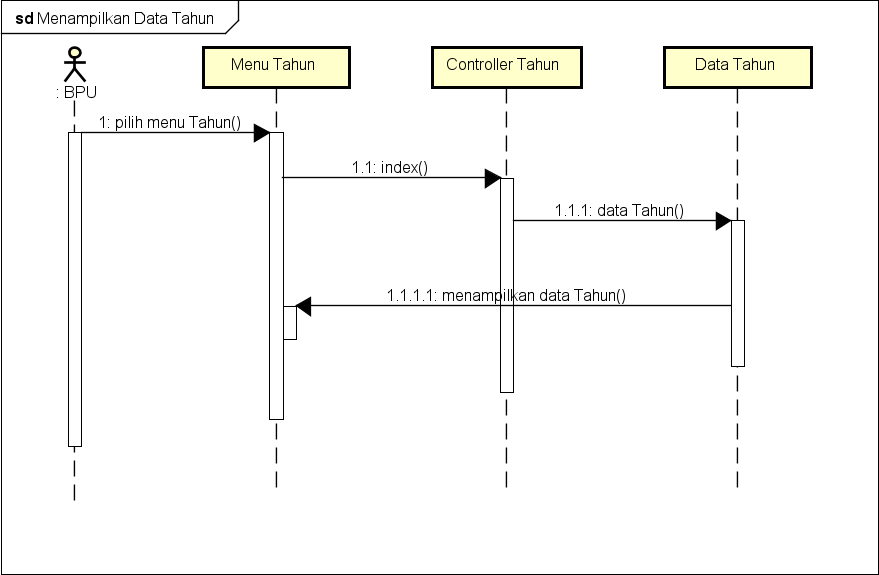 sd Menampilkan Data Tahun
: BPU
Menu Tahun
Controller Tahun
Data Tahun
1: pilih menu Tahun()
1.1: index()
1.1.1: data Tahun()
1.1.1.1: menampilkan data Tahun()